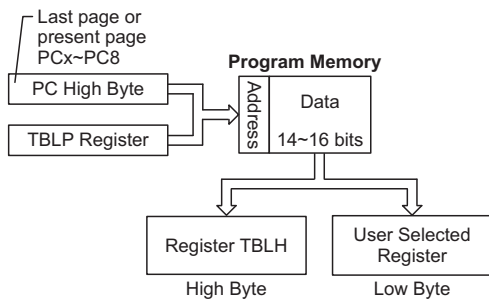 Last page or
present page
PCx~PC8
Program Memory
PC High Byte
TBLP Register
Address
Data
14~16 bits
Register TBLH
User Selected
Register
High Byte
Low Byte